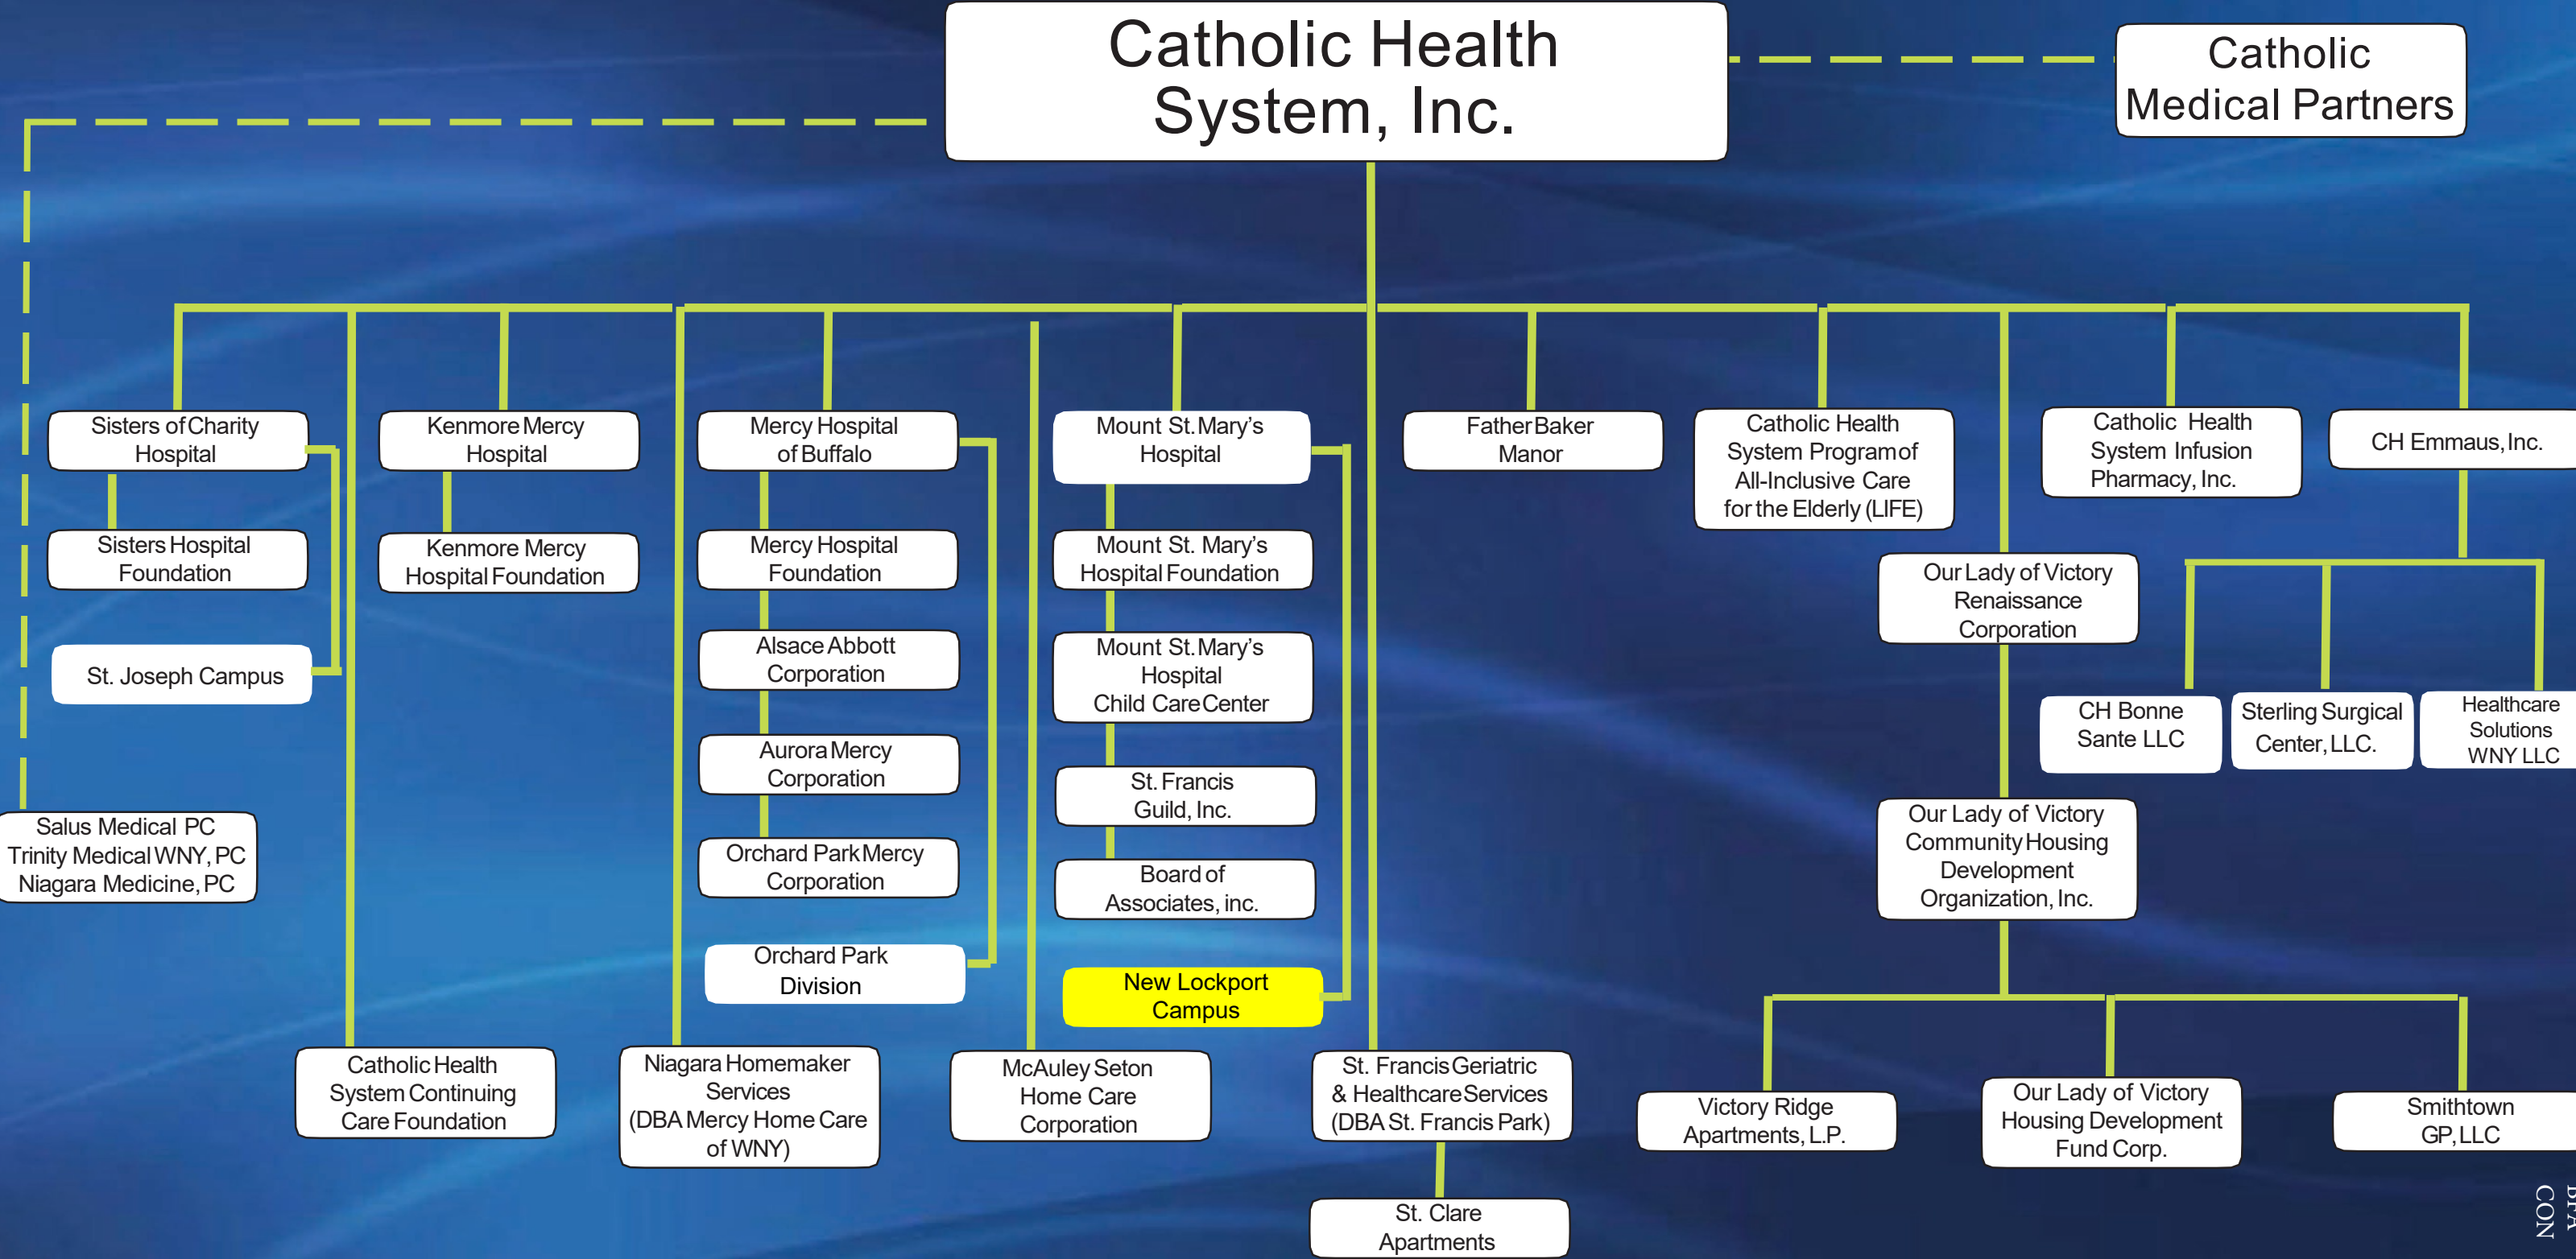 Catholic Health
System, Inc.
Catholic
Medical Partners
Sisters of Charity
Hospital
Kenmore Mercy
Hospital
Mercy Hospital
of Buffalo
Mount St. Mary's
Hospital
Father Baker
Manor
Catholic Health
System Program of
All-Inclusive Care
for the Elderly (LIFE)
Catholic Health
System Infusion
Pharmacy, Inc.
CH Emmaus, Inc.
Sisters Hospital
Foundation
Kenmore Mercy
Hospital Foundation
Mercy Hospital
Foundation
Mount St. Mary's
Hospital Foundation
Our Lady of Victory
Renaissance
Corporation
St. Joseph Campus
Alsace Abbott
Corporation
Mount St. Mary's
Hospital
Child Care Center
CH Bonne
Sante LLC
Sterling Surgical
Center, LLC.
Healthcare
Solutions
WNY LLC
Aurora Mercy
Corporation
St. Francis
Guild, Inc.
Salus Medical PC
Trinity Medical WNY, PC
Niagara Medicine, PC
Orchard Park Mercy
Corporation
Board of
Associates, inc.
Our Lady of Victory
Community Housing
Development
Organization, Inc.
Orchard Park
Division
New Lockport
Campus
Catholic Health
System Continuing
Care Foundation
Niagara Homemaker
Services
(DBA Mercy Home Care
of WNY)
McAuley Seton
Home Care
Corporation
St. Francis Geriatric
& Healthcare Services
(DBA St. Francis Park)
Victory Ridge
Apartments, L.P.
Our Lady of Victory
Housing Development
Fund Corp.
Smithtown
GP, LLC
St. Clare
Apartments
CON